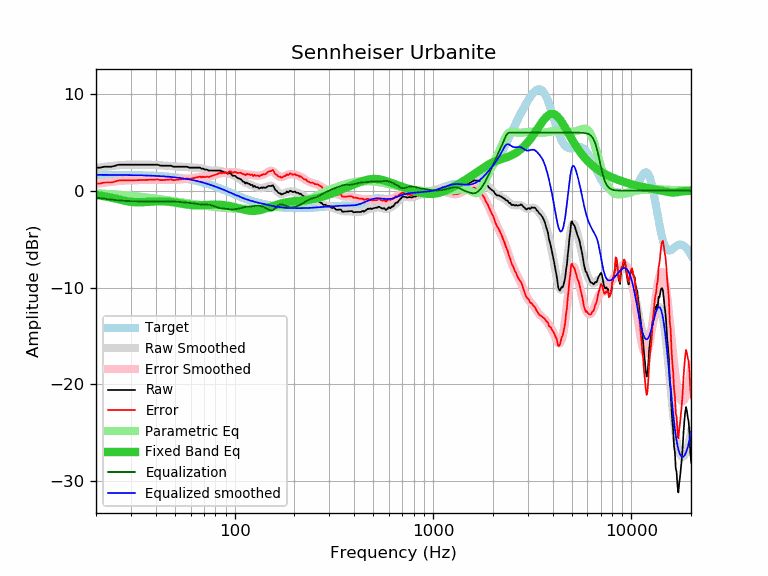 Sennheiser Urbanite
Amplitude (dBr)
10
0
−10
−20
−30
Target
Raw Smoothed
Error Smoothed
Raw
Error
Parametric Eq
Fixed Band Eq
Equalization
Equalized smoothed
100
1000
10000
Frequency (Hz)